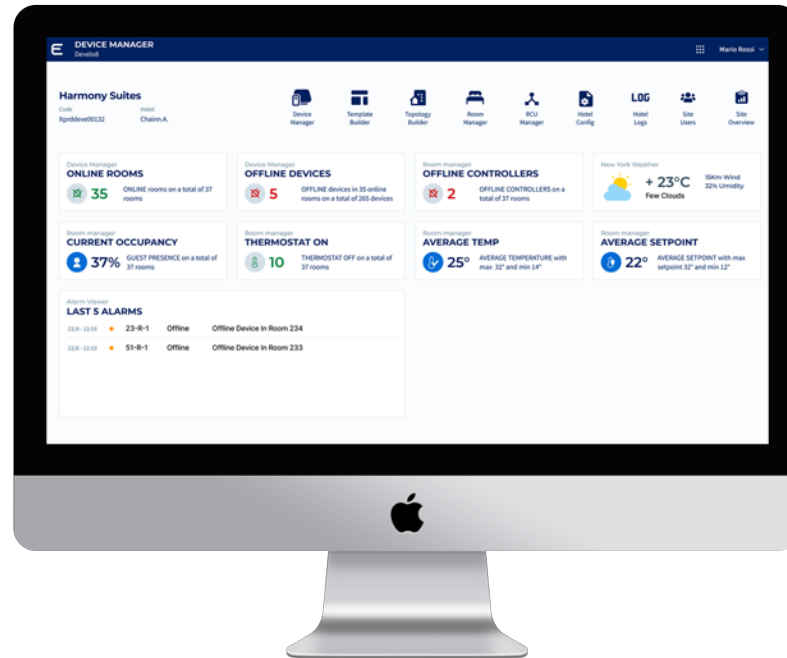 DEVICE MANAGER
Develo8
Mario Rossi
Harmony Suites
Code
Hotel
ltprddeve00132
Chainn.A.
Device
Manager
Template
Builder
Topology
Builder
Room
Manager
RCU
Manager
Hotel
Config
LOG
Hotel
Logs
Site
Users
Site
Overview
Device Manager
ONLINE ROOMS
35
ONLINE rooms on a total of 37
rooms
Device Manager
OFFLINE DEVICES
5
OFFLINE devices in 35 online
rooms on a total of 265 devices
Room manager
OFFLINE CONTROLLERS
2
OFFLINE CONTROLLERS on a
total of 37 rooms
New York Weather
+ 23°C
Few Clouds
15Km Wind
32% Umidity
Room manager
CURRENT OCCUPANCY
37%
GUEST PRESENCE on a total of
37 rooms
Room manager
THERMOSTAT ON
10
THERMOSTAT OFF on a total of
37 rooms
Room manager
AVERAGE TEMP
25°
AVERAGE TEMPERATURE with
max 32° and min 14°
Room manager
AVERAGE SETPOINT
22°
AVERAGE SETPOINT with max
setpoint 32° and min 12°
Alarm Viewer
LAST 5 ALARMS
22/8 - 12:55 23-R-1 Offline Offline Device In Room 234
22/8 - 12:53 51-R-1 Offline Offline Device In Room 233